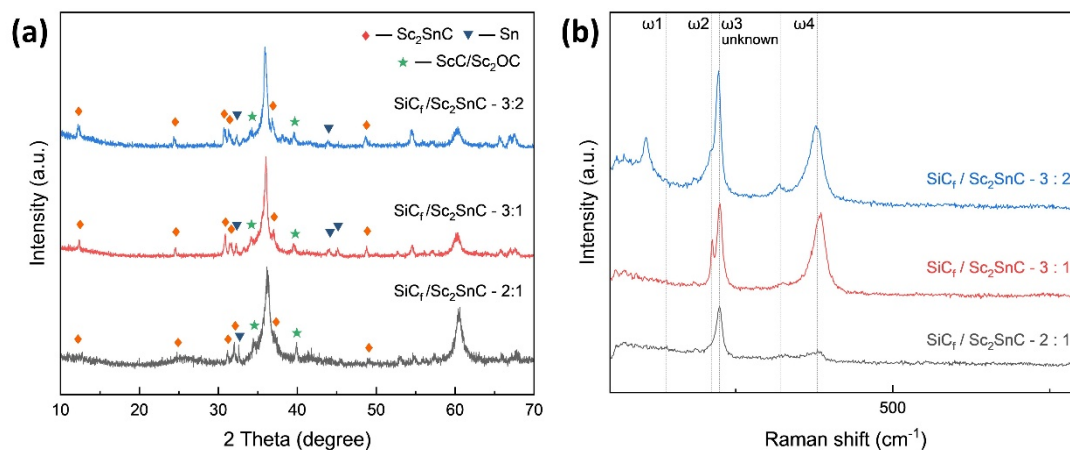 (a)
— Sc₂SnC — Sn
— ScC/Sc₂OC
SiCf/Sc₂SnC - 3:2
SiCf/Sc₂SnC - 3:1
SiCf/Sc₂SnC - 2:1
Intensity (a.u.)
10 20 30 40 50 60 70
2 Theta (degree)
(b)
ω1 ω2 ω3 ω4
unknown
SiCf / Sc₂SnC - 3 : 2
SiCf / Sc₂SnC - 3 : 1
SiCf / Sc₂SnC - 2 : 1
Intensity (a.u.)
500
Raman shift (cm⁻¹)